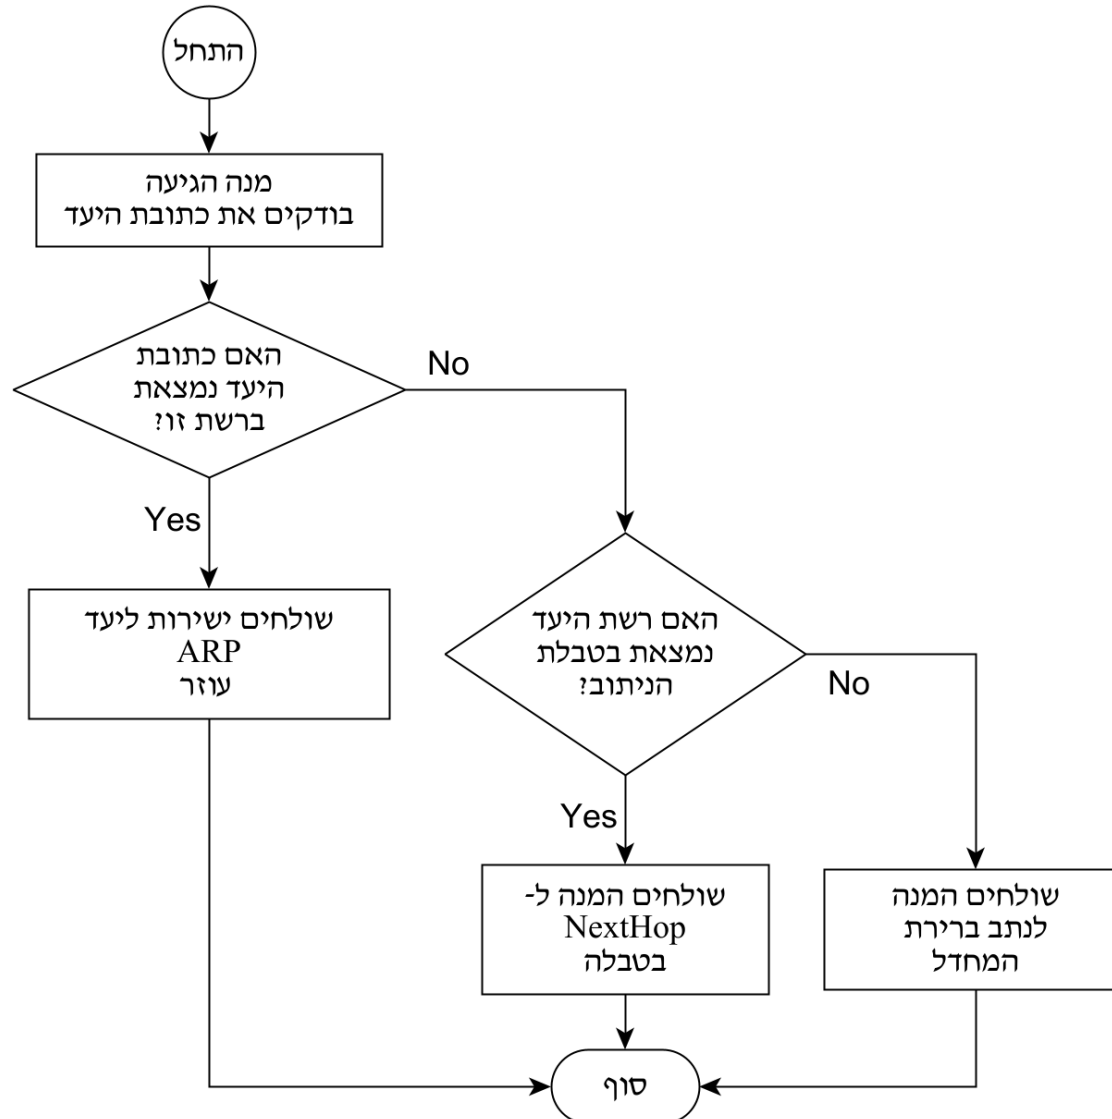 התחל
מנה הגיעה
בודקים את כתובת היעד
האם כתובת
היעד נמצאת
ברשת זו?
No
Yes
שולחים ישירות ליעד
ARP
עוזר
האם רשת היעד
נמצאת בטבלת
הניתוב?
No
Yes
שולחים המנה ל-
NextHop
בטבלה
שולחים המנה
לנתב ברירת
המחדל
סוף